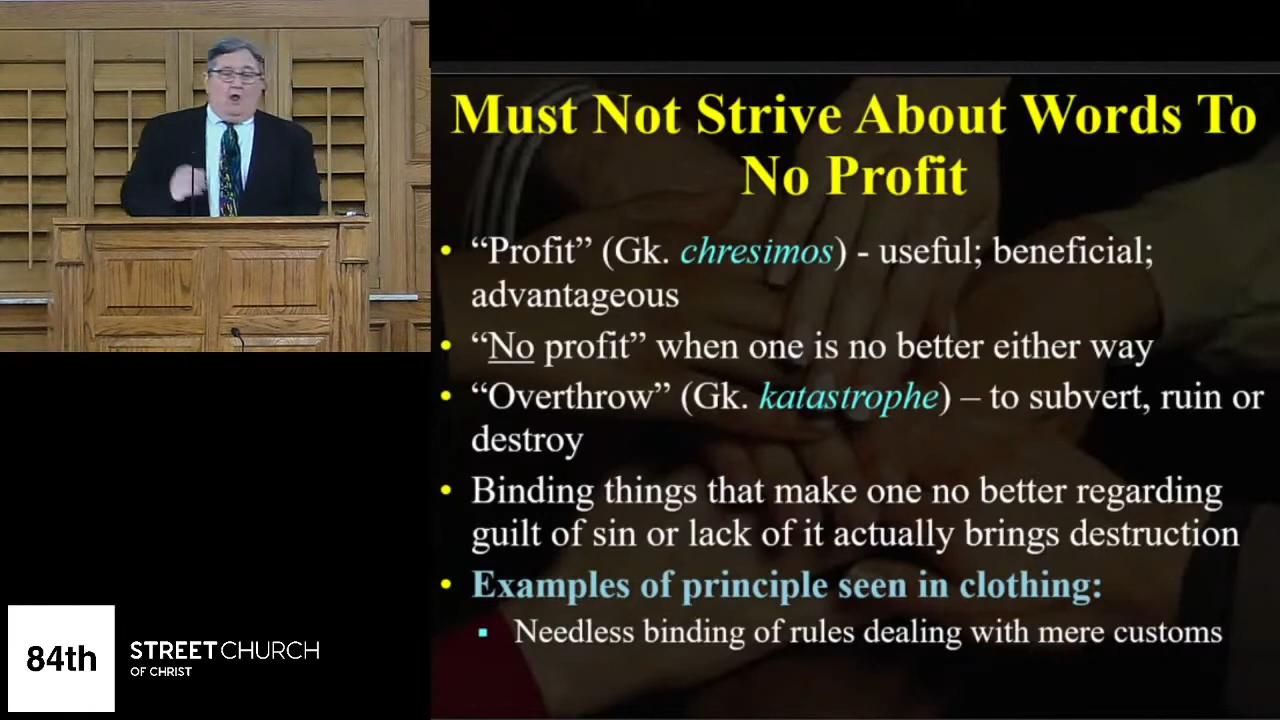 Must Not Strive About Words To
No Profit
• “Profit” (Gk. chresimos) - useful; beneficial;
advantageous
• “No profit” when one is no better either way
• “Overthrow” (Gk. katastrophe) – to subvert, ruin or
destroy
• Binding things that make one no better regarding
guilt of sin or lack of it actually brings destruction
• Examples of principle seen in clothing:
▪ Needless binding of rules dealing with mere customs
84th
STREET CHURCH
OF CHRIST